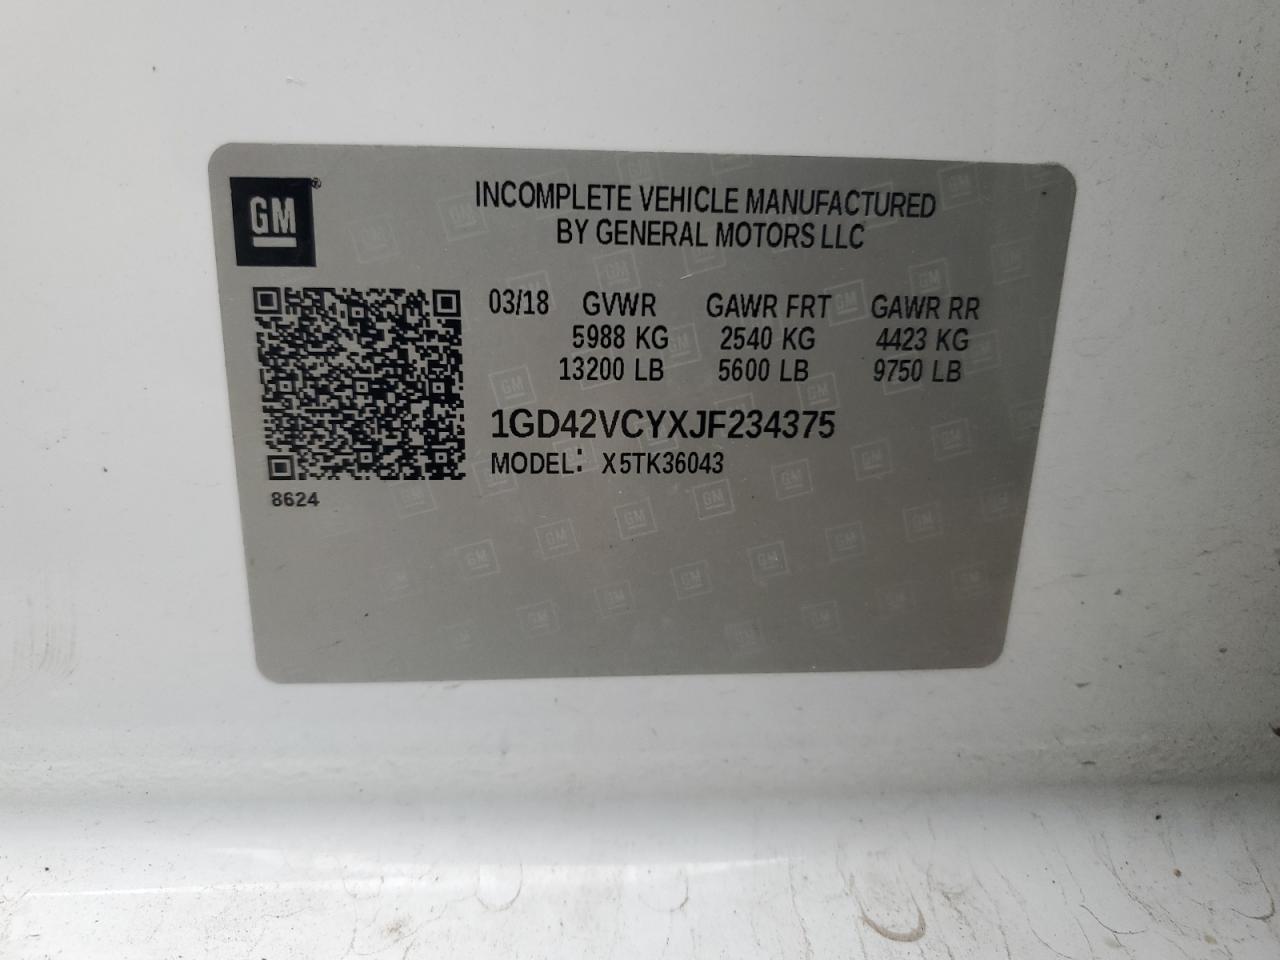 GM
INCOMPLETE VEHICLE MANUFACTURED
BY GENERAL MOTORS LLC
03/18 GVWR GAWR FRT GAWR RR
5988 KG 2540 KG 4423 KG
13200 LB 5600 LB 9750 LB
1GD42VCYXJF234375
MODEL: X5TK36043
8624